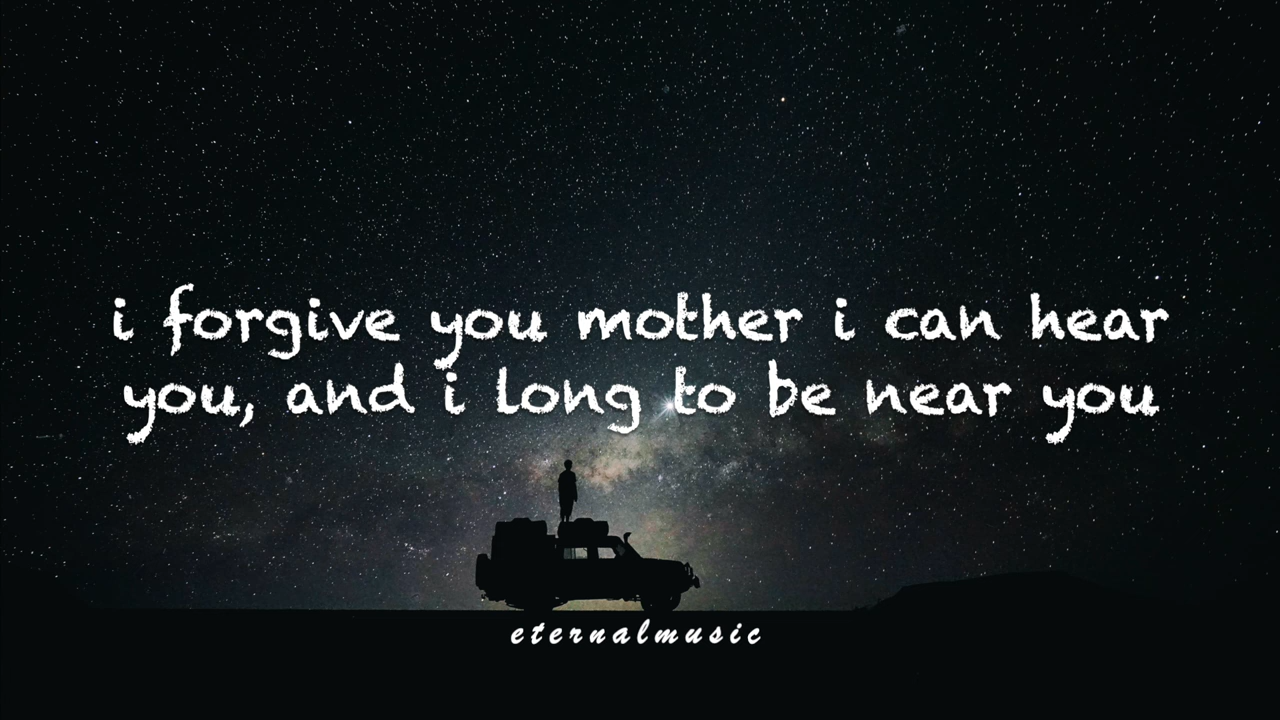 i forgive you mother i can hear
you, and i long to be near you
eternalmusic